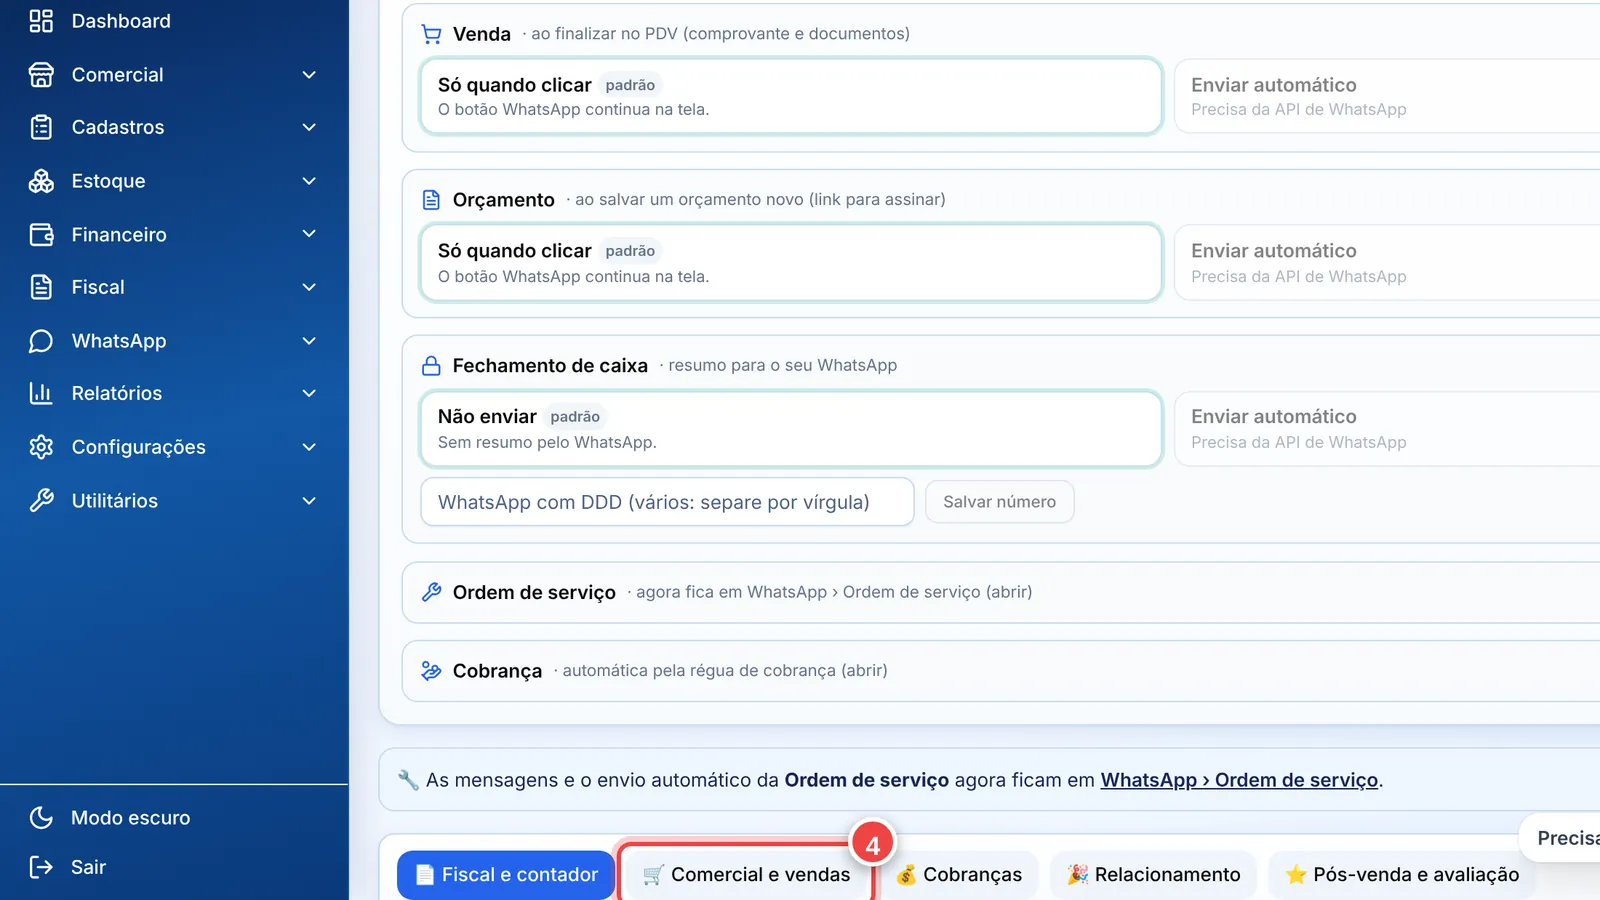 Dashboard
Comercial
Cadastros
Estoque
Financeiro
Fiscal
WhatsApp
Relatórios
Configurações
Utilitários
Modo escuro
Sair
Venda · ao finalizar no PDV (comprovante e documentos)
Só quando clicar padrão
O botão WhatsApp continua na tela.
Enviar automático
Precisa da API de WhatsApp
Orçamento · ao salvar um orçamento novo (link para assinar)
Só quando clicar padrão
O botão WhatsApp continua na tela.
Enviar automático
Precisa da API de WhatsApp
Fechamento de caixa · resumo para o seu WhatsApp
Não enviar padrão
Sem resumo pelo WhatsApp.
Enviar automático
Precisa da API de WhatsApp
WhatsApp com DDD (vários: separe por vírgula)
Salvar número
Ordem de serviço · agora fica em WhatsApp › Ordem de serviço (abrir)
Cobrança · automática pela régua de cobrança (abrir)
As mensagens e o envio automático da Ordem de serviço agora ficam em WhatsApp › Ordem de serviço.
Precisa
4
Fiscal e contador
Comercial e vendas
Cobranças
Relacionamento
Pós-venda e avaliação